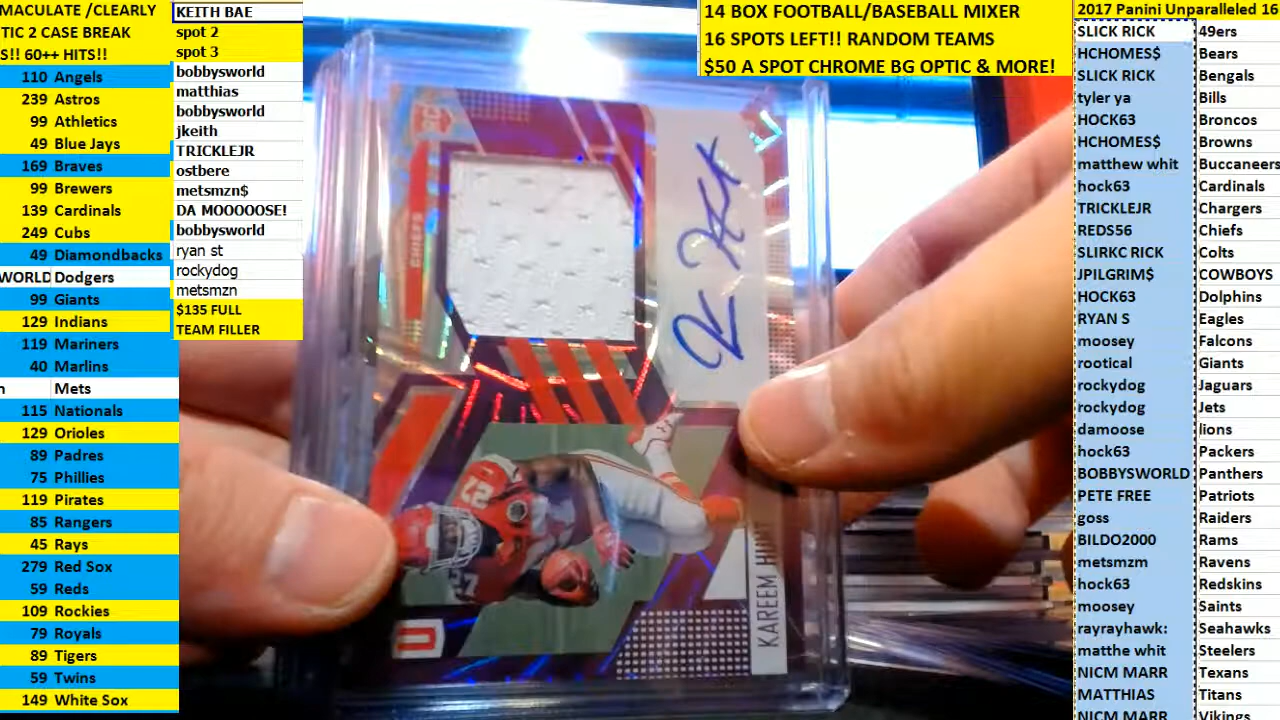 MACULATE /CLEARLY
TIC 2 CASE BREAK
S!! 60++ HITS!!
110 Angels
239 Astros
99 Athletics
49 Blue Jays
169 Braves
99 Brewers
139 Cardinals
249 Cubs
49 Diamondbacks
WORLD Dodgers
99 Giants
129 Indians
119 Mariners
40 Marlins
Mets
115 Nationals
129 Orioles
89 Padres
75 Phillies
119 Pirates
85 Rangers
45 Rays
279 Red Sox
59 Reds
109 Rockies
79 Royals
89 Tigers
59 Twins
149 White Sox
KEITH BAE
spot 2
spot 3
bobbysworld
matthias
bobbysworld
jkeith
TRICKLEJR
ostbere
metsmzn$
DA MOOOOOSE!
bobbysworld
ryan st
rockydog
metsmzn
$135 FULL
TEAM FILLER
14 BOX FOOTBALL/BASEBALL MIXER
16 SPOTS LEFT!! RANDOM TEAMS
$50 A SPOT CHROME BG OPTIC & MORE!
RC
CHIEFS
27
27
U
KAREEM HUNT
2017 Panini Unparalleled 16
SLICK RICK 49ers
HCHOMES$ Bears
SLICK RICK Bengals
tyler ya Bills
HOCK63 Broncos
HCHOMES$ Browns
matthew whit Buccaneers
hock63 Cardinals
TRICKLEJR Chargers
REDS56 Chiefs
SLIRKC RICK Colts
JPILGRIM$ COWBOYS
HOCK63 Dolphins
RYAN S Eagles
moosey Falcons
rootical Giants
rockydog Jaguars
rockydog Jets
damoose lions
hock63 Packers
BOBBYSWORLD Panthers
PETE FREE Patriots
goss Raiders
BILDO2000 Rams
metsmzm Ravens
hock63 Redskins
moosey Saints
rayrayhawk: Seahawks
matthe whit Steelers
NICM MARR Texans
MATTHIAS Titans
NICM MARR Vikings